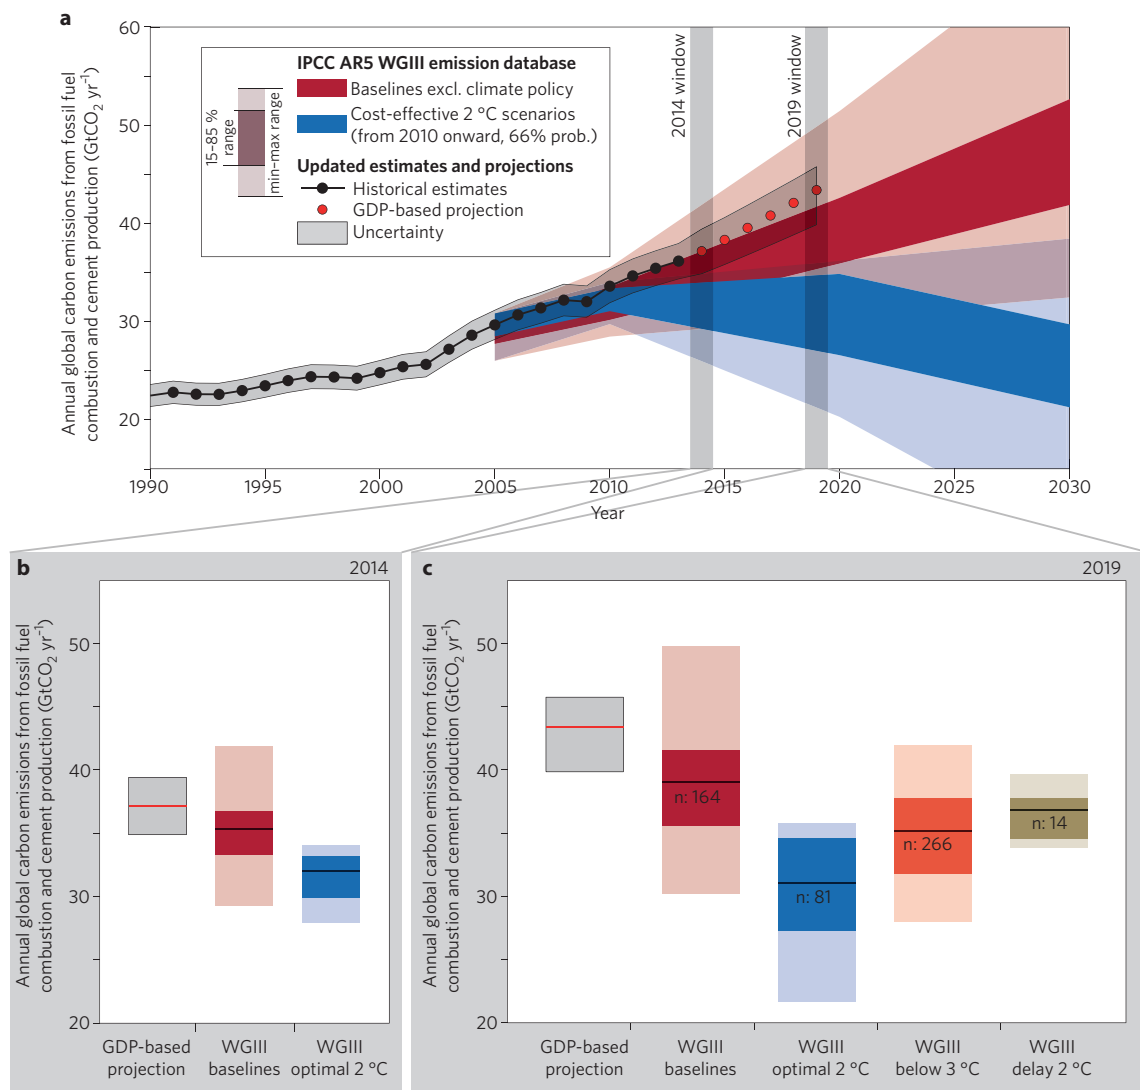 a
Annual global carbon emissions from fossil fuel
combustion and cement production (GtCO2 yr-1)
60
50
40
30
20
15–85 %
range
min–max range
IPCC AR5 WGIII emission database
Baselines excl. climate policy
Cost-effective 2 °C scenarios
(from 2010 onward, 66% prob.)
Updated estimates and projections
Historical estimates
GDP-based projection
Uncertainty
2014 window
2019 window
1990
1995
2000
2005
2010
2015
2020
2025
2030
Year
b
2014
Annual global carbon emissions from fossil fuel
combustion and cement production (GtCO2 yr-1)
50
40
30
20
GDP-based
projection
WGIII
baselines
WGIII
optimal 2 °C
c
2019
Annual global carbon emissions from fossil fuel
combustion and cement production (GtCO2 yr-1)
50
40
30
20
n: 164
n: 81
n: 266
n: 14
GDP-based
projection
WGIII
baselines
WGIII
optimal 2 °C
WGIII
below 3 °C
WGIII
delay 2 °C